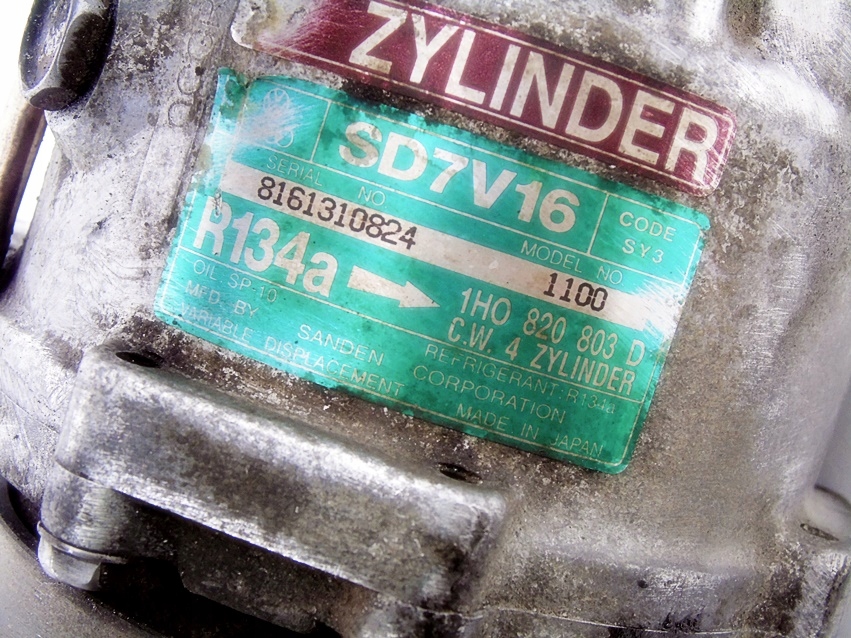 ZYLINDER
SD7V16
CODE
SY3
SERIAL NO
8161310824
MODEL NO
1100
R134a
1HO 820 803 D
C.W. 4 ZYLINDER
OIL SP-10
REFRIGERANT:R134a
MFD. BY SANDEN CORPORATION
VARIABLE DISPLACEMENT
MADE IN JAPAN